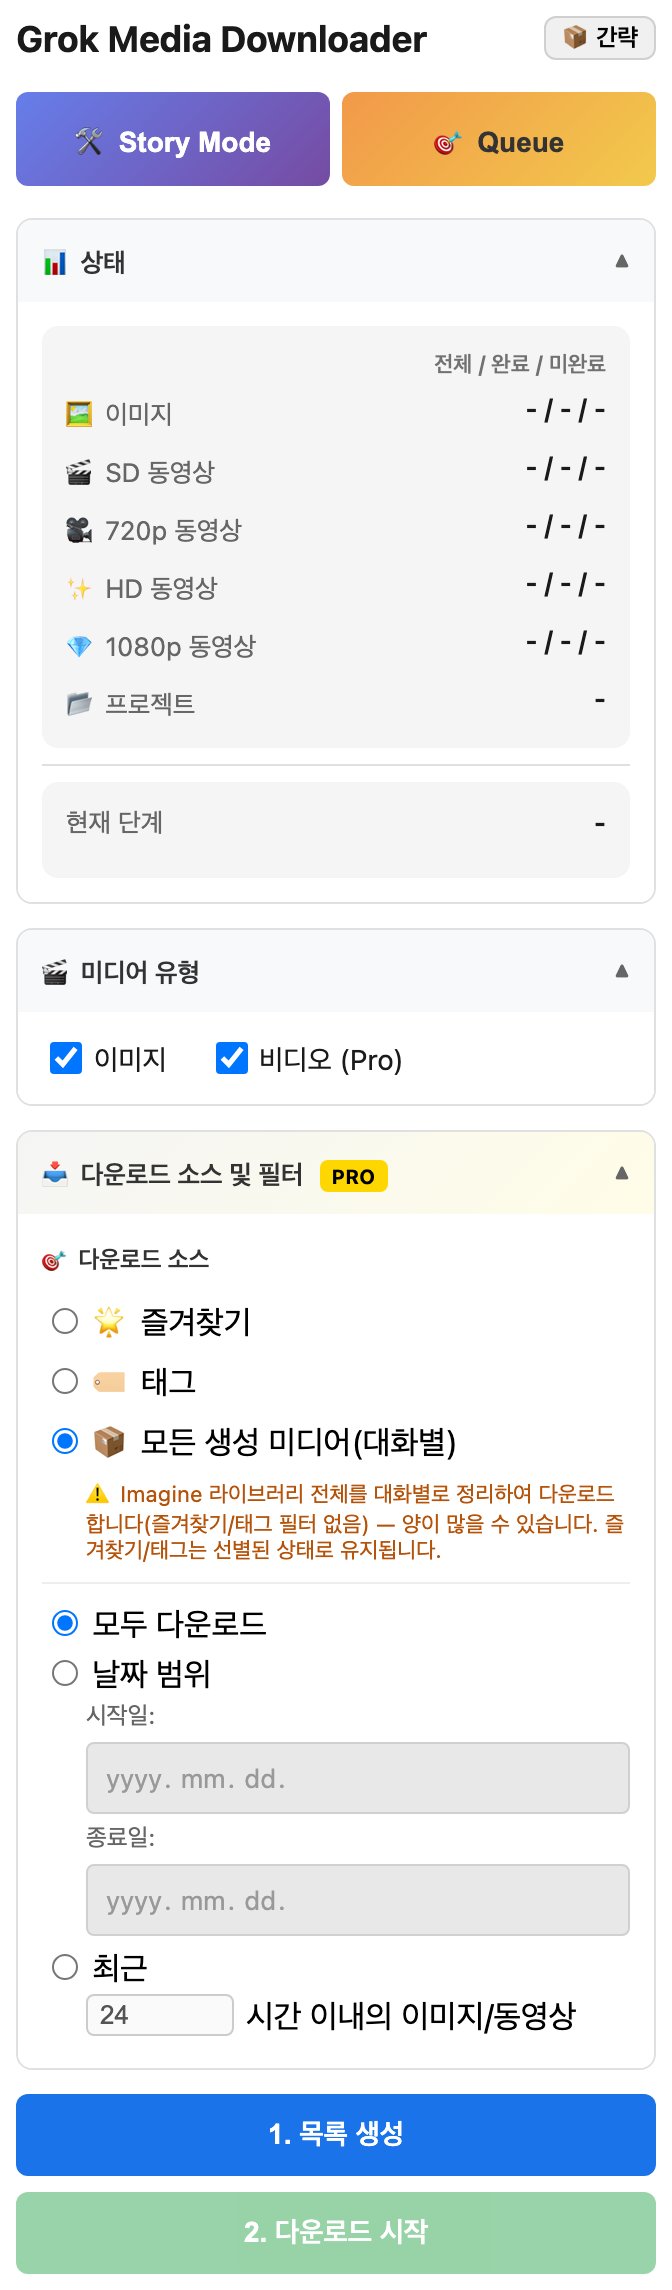 Grok Media Downloader
간략
Story Mode
Queue
상태
전체 / 완료 / 미완료
이미지 - / - / -
SD 동영상 - / - / -
720p 동영상 - / - / -
HD 동영상 - / - / -
1080p 동영상 - / - / -
프로젝트 -
현재 단계 -
미디어 유형
이미지 비디오 (Pro)
다운로드 소스 및 필터 PRO
다운로드 소스
즐겨찾기
태그
모든 생성 미디어(대화별)
Imagine 라이브러리 전체를 대화별로 정리하여 다운로드
합니다(즐겨찾기/태그 필터 없음) — 양이 많을 수 있습니다. 즐
겨찾기/태그는 선별된 상태로 유지됩니다.
모두 다운로드
날짜 범위
시작일:
yyyy. mm. dd.
종료일:
yyyy. mm. dd.
최근
24 시간 이내의 이미지/동영상
1. 목록 생성
2. 다운로드 시작